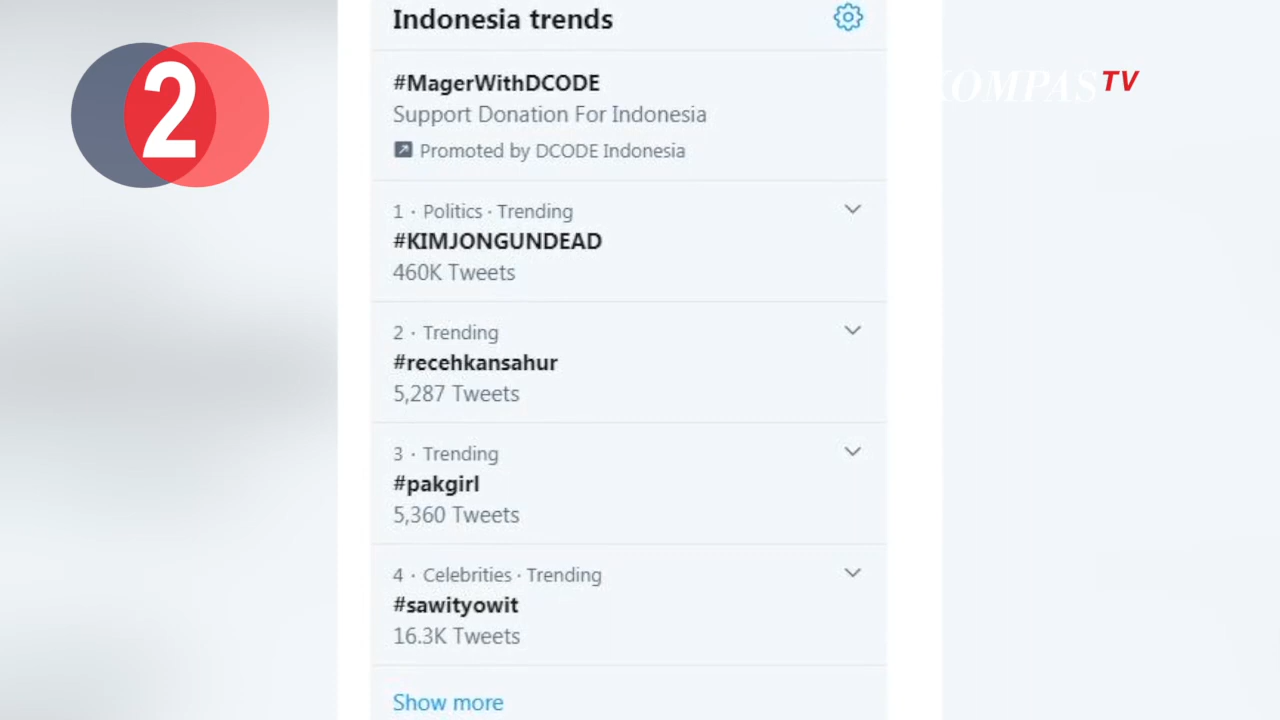 2
KOMPAS TV
Indonesia trends
#MagerWithDCODE
Support Donation For Indonesia
Promoted by DCODE Indonesia
1 · Politics · Trending
#KIMJONGUNDEAD
460K Tweets
2 · Trending
#recehkansahur
5,287 Tweets
3 · Trending
#pakgirl
5,360 Tweets
4 · Celebrities · Trending
#sawityowit
16.3K Tweets
Show more